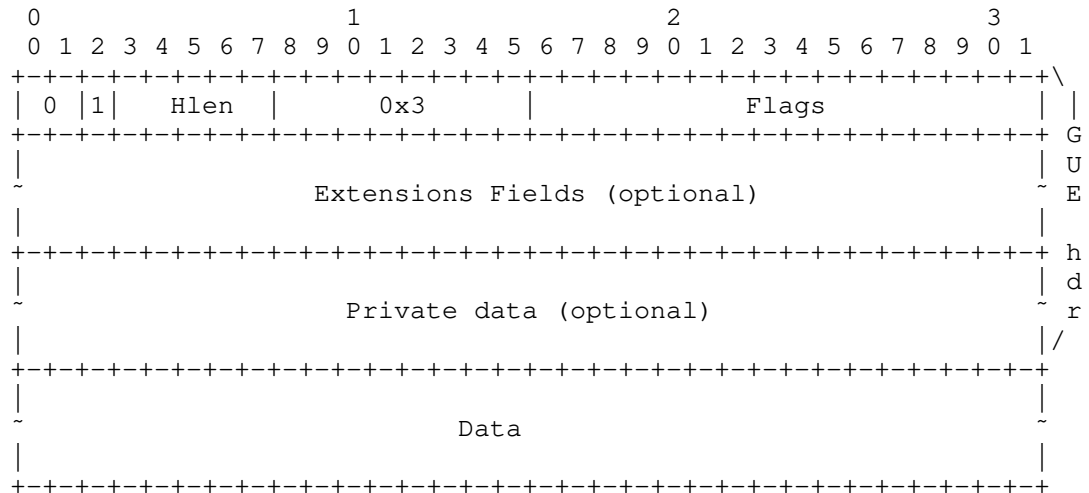 0                   1                   2                   3
 0 1 2 3 4 5 6 7 8 9 0 1 2 3 4 5 6 7 8 9 0 1 2 3 4 5 6 7 8 9 0 1
+-+-+-+-+-+-+-+-+-+-+-+-+-+-+-+-+-+-+-+-+-+-+-+-+-+-+-+-+-+-+-+-+\
| 0 |1|   Hlen  |      0x3      |             Flags             | |
+-+-+-+-+-+-+-+-+-+-+-+-+-+-+-+-+-+-+-+-+-+-+-+-+-+-+-+-+-+-+-+-+ G
|                                                               | U
~                  Extensions Fields (optional)                 ~ E
|                                                               |
+-+-+-+-+-+-+-+-+-+-+-+-+-+-+-+-+-+-+-+-+-+-+-+-+-+-+-+-+-+-+-+-+ h
|                                                               | d
~                    Private data (optional)                    ~ r
|                                                               |/
+-+-+-+-+-+-+-+-+-+-+-+-+-+-+-+-+-+-+-+-+-+-+-+-+-+-+-+-+-+-+-+-+
|                                                               |
~                           Data                                ~
|                                                               |
+-+-+-+-+-+-+-+-+-+-+-+-+-+-+-+-+-+-+-+-+-+-+-+-+-+-+-+-+-+-+-+-+